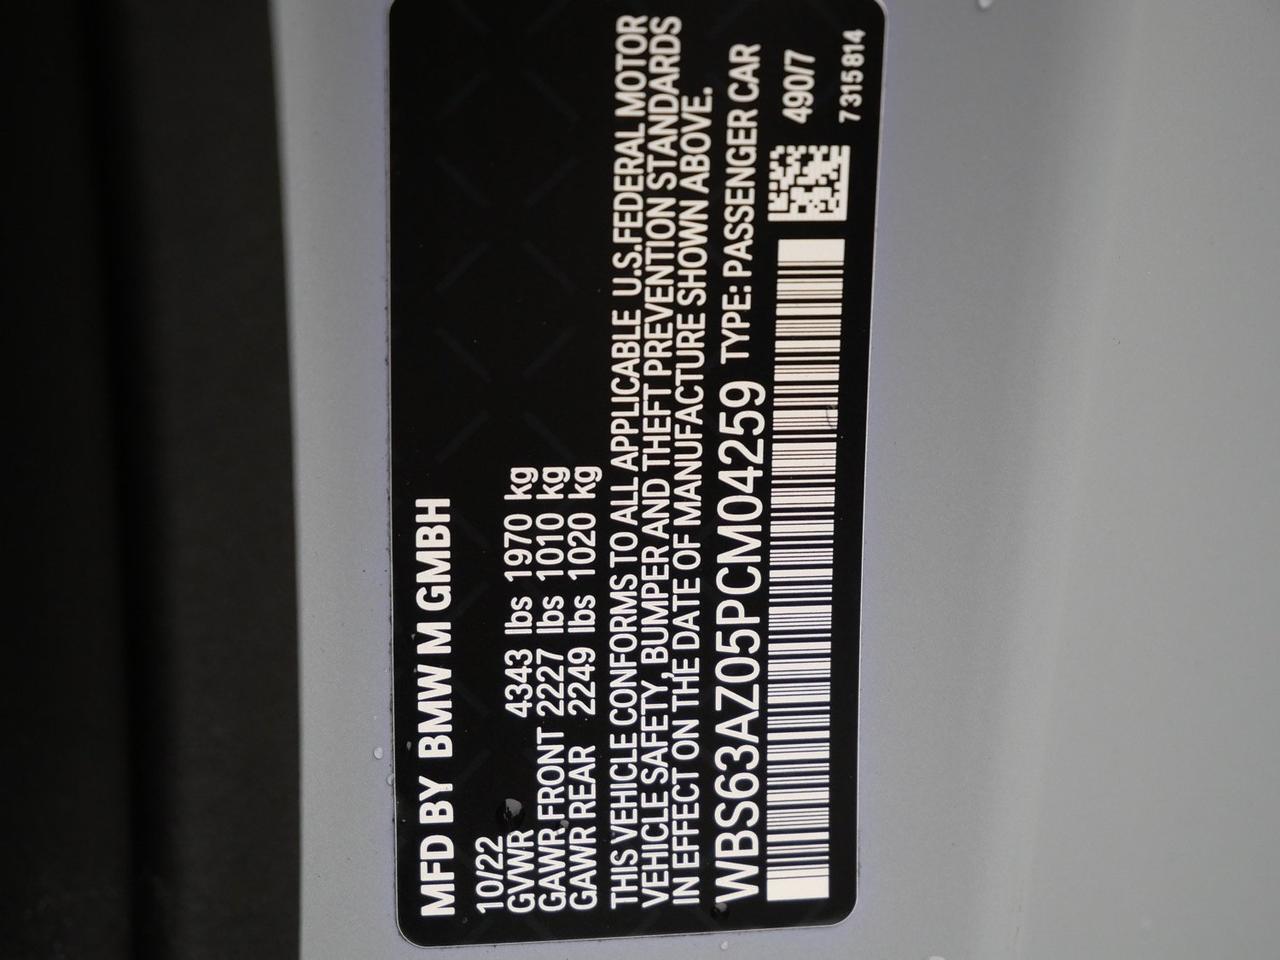 MFD BY BMW M GMBH
10/22
GVWR 4343 lbs 1970 kg
GAWR FRONT 2227 lbs 1010 kg
GAWR REAR 2249 lbs 1020 kg
THIS VEHICLE CONFORMS TO ALL APPLICABLE U.S.FEDERAL MOTOR
VEHICLE SAFETY, BUMPER AND THEFT PREVENTION STANDARDS
IN EFFECT ON THE DATE OF MANUFACTURE SHOWN ABOVE.
WBS63AZ05PCM04259 TYPE: PASSENGER CAR
490/7
7 315 814